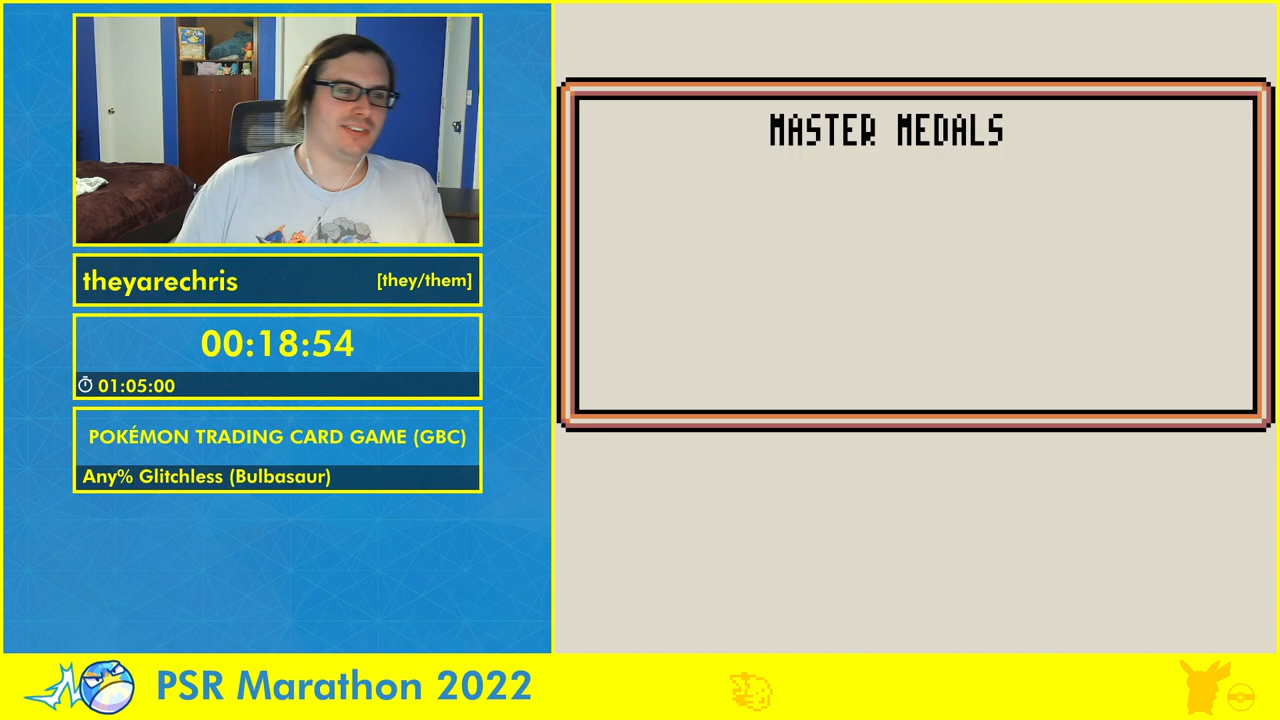 theyarechris
[they/them]
00:18:54
01:05:00
POKÉMON TRADING CARD GAME (GBC)
Any% Glitchless (Bulbasaur)
MASTER MEDALS
PSR Marathon 2022